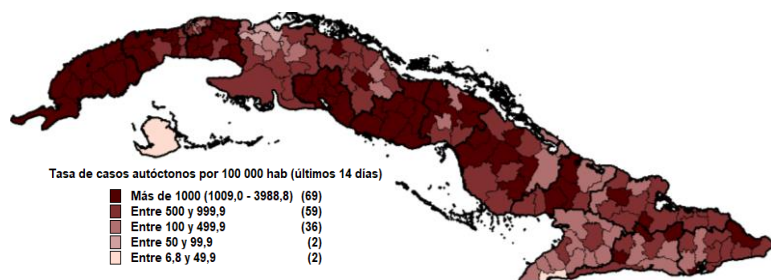 Tasa de casos autóctonos por 100 000 hab (últimos 14 días)
Más de 1000 (1009,0 - 3988,8) (69)
Entre 500 y 999,9 (59)
Entre 100 y 499,9 (36)
Entre 50 y 99,9 (2)
Entre 6,8 y 49,9 (2)